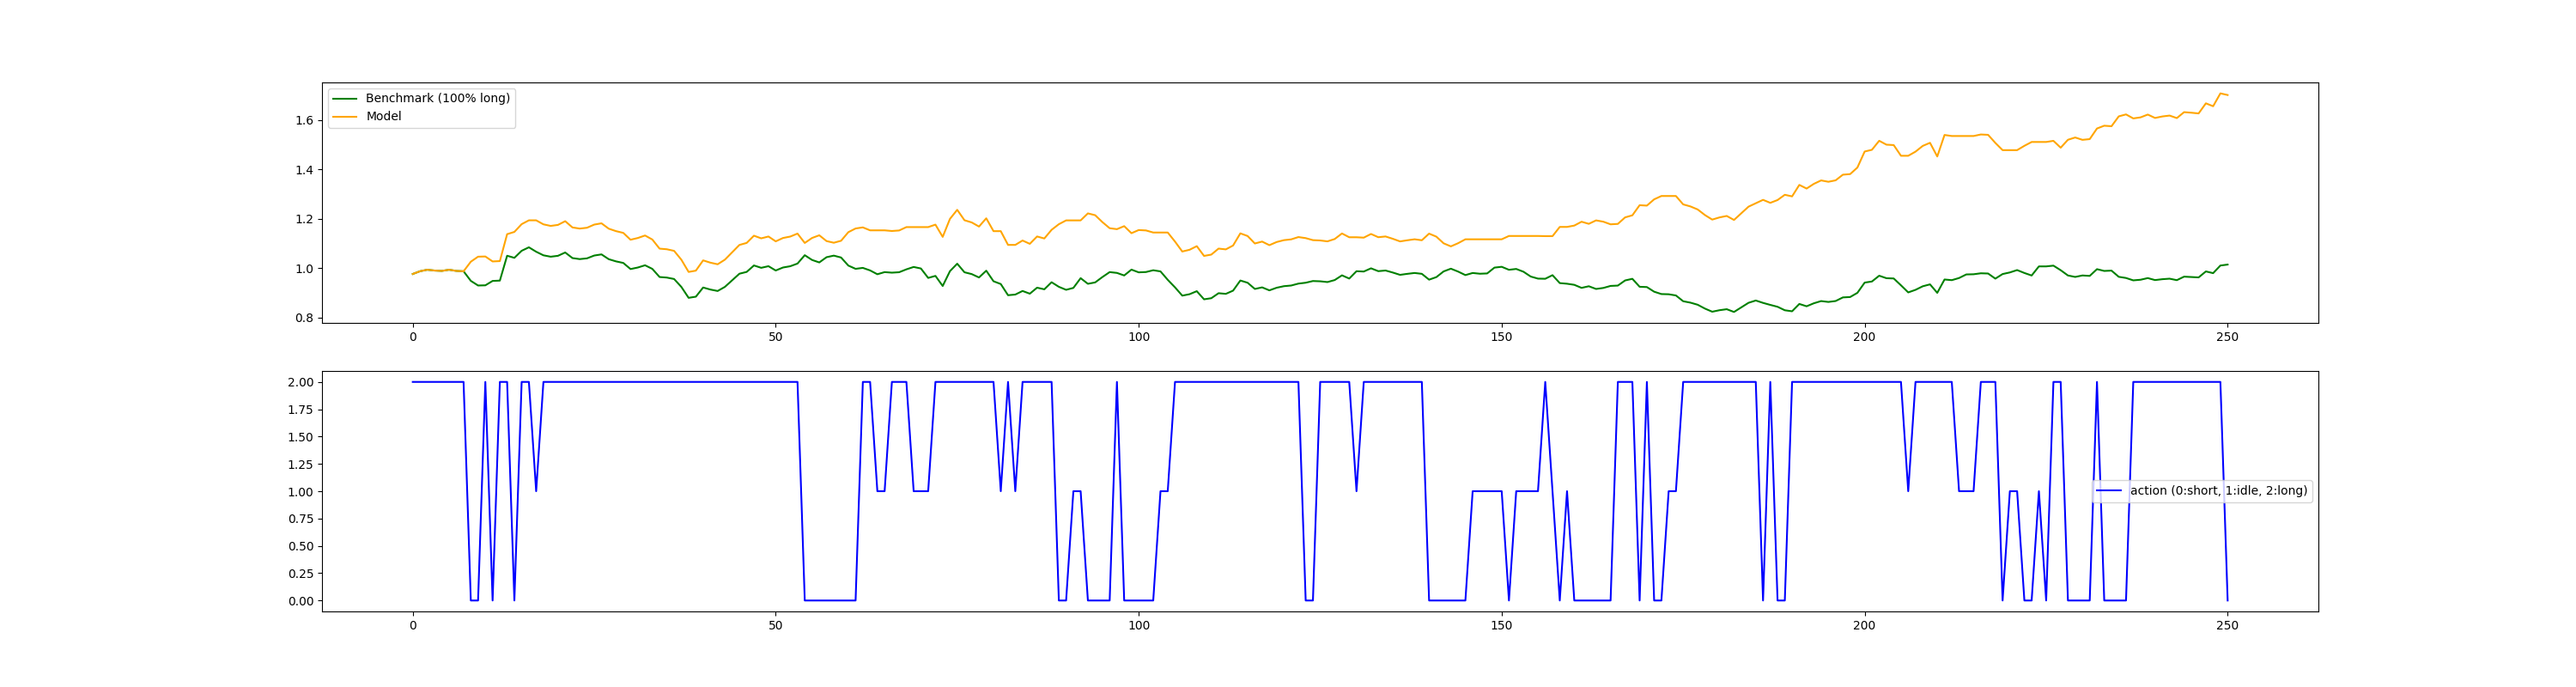 Benchmark (100% long)
Model
1.6
1.4
1.2
1.0
0.8
0 50 100 150 200 250
2.00
1.75
1.50
1.25
1.00
0.75
0.50
0.25
0.00
action (0:short, 1:idle, 2:long)
0 50 100 150 200 250